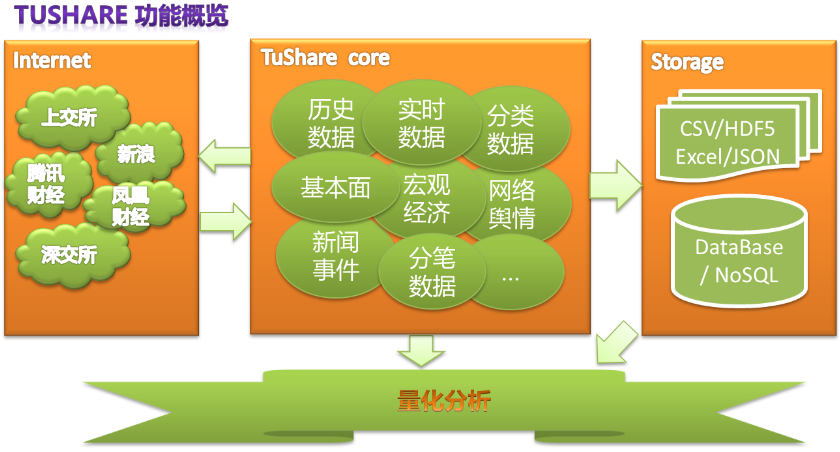 TUSHARE 功能概览
Internet
上交所
新浪
腾讯
财经
凤凰
财经
深交所
TuShare core
历史
数据
实时
数据
分类
数据
基本面
宏观
经济
网络
舆情
新闻
事件
分笔
数据
...
Storage
CSV/HDF5
Excel/JSON
DataBase
/ NoSQL
量化分析